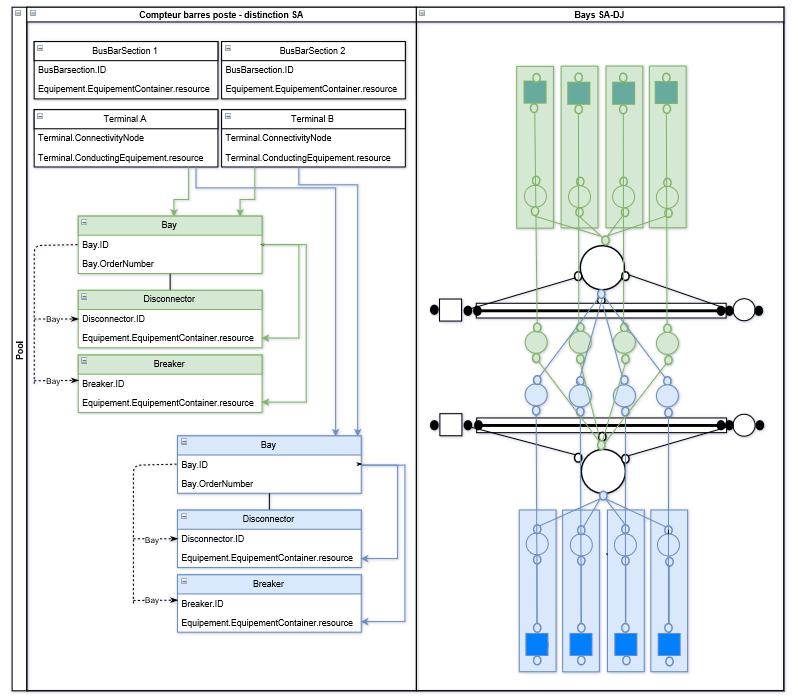 Pool
Compteur barres poste - distinction SA
Bays SA-DJ
BusBarSection 1
BusBarsection.ID
Equipement.EquipementContainer.resource
BusBarSection 2
BusBarsection.ID
Equipement.EquipementContainer.resource
Terminal A
Terminal.ConnectivityNode
Terminal.ConductingEquipement.resource
Terminal B
Terminal.ConnectivityNode
Terminal.ConductingEquipement.resource
Bay
Bay.ID
Bay.OrderNumber
Disconnector
Bay
Disconnector.ID
Equipement.EquipementContainer.resource
Breaker
Bay
Breaker.ID
Equipement.EquipementContainer.resource
Bay
Bay.ID
Bay.OrderNumber
Disconnector
Bay
Disconnector.ID
Equipement.EquipementContainer.resource
Breaker
Bay
Breaker.ID
Equipement.EquipementContainer.resource